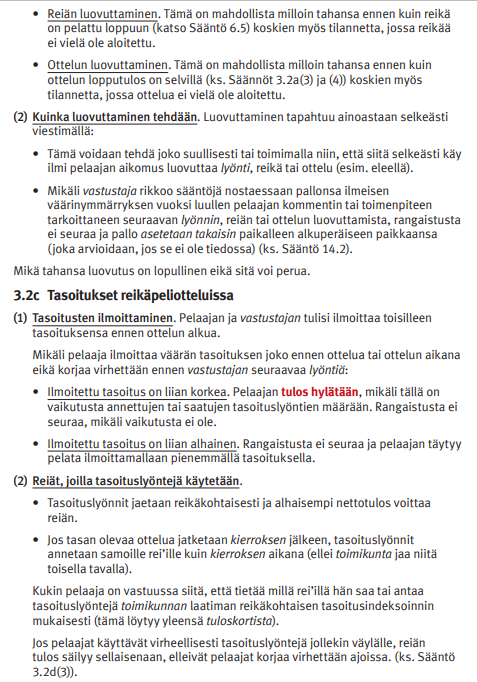 • Reiän luovuttaminen. Tämä on mahdollista milloin tahansa ennen kuin reikä
on pelattu loppuun (katso Sääntö 6.5) koskien myös tilannetta, jossa reikää
ei vielä ole aloitettu.
• Ottelun luovuttaminen. Tämä on mahdollista milloin tahansa ennen kuin
ottelun lopputulos on selvillä (ks. Säännöt 3.2a(3) ja (4)) koskien myös
tilannetta, jossa ottelua ei vielä ole aloitettu.
(2) Kuinka luovuttaminen tehdään. Luovuttaminen tapahtuu ainoastaan selkeästi
viestimällä:
• Tämä voidaan tehdä joko suullisesti tai toimimalla niin, että siitä selkeästi käy
ilmi pelaajan aikomus luovuttaa lyönti, reikä tai ottelu (esim. eleellä).
• Mikäli vastustaja rikkoo sääntöjä nostaessaan pallonsa ilmeisen
väärinymmärryksen vuoksi luullen pelaajan kommentin tai toimenpiteen
tarkoittaneen seuraavan lyönnin, reiän tai ottelun luovuttamista, rangaistusta
ei seuraa ja pallo asetetaan takaisin paikalleen alkuperäiseen paikkaansa
(joka arvioidaan, jos se ei ole tiedossa) (ks. Sääntö 14.2).
Mikä tahansa luovutus on lopullinen eikä sitä voi perua.
3.2c Tasoitukset reikäpeliotteluissa
(1) Tasoitusten ilmoittaminen. Pelaajan ja vastustajan tulisi ilmoittaa toisilleen
tasoituksensa ennen ottelun alkua.
Mikäli pelaaja ilmoittaa väärän tasoituksen joko ennen ottelua tai ottelun aikana
eikä korjaa virhettään ennen vastustajan seuraavaa lyöntiä:
• Ilmoitettu tasoitus on liian korkea. Pelaajan tulos hylätään, mikäli tällä on
vaikutusta annettujen tai saatujen tasoituslyöntien määrään. Rangaistusta ei
seuraa, mikäli vaikutusta ei ole.
• Ilmoitettu tasoitus on liian alhainen. Rangaistusta ei seuraa ja pelaajan täytyy
pelata ilmoittamallaan pienemmällä tasoituksella.
(2) Reiät, joilla tasoituslyöntejä käytetään.
• Tasoituslyönnit jaetaan reikäkohtaisesti ja alhaisempi nettotulos voittaa
reiän.
• Jos tasan olevaa ottelua jatketaan kierroksen jälkeen, tasoituslyönnit
annetaan samoille rei'ille kuin kierroksen aikana (ellei toimikunta jaa niitä
toisella tavalla).
Kukin pelaaja on vastuussa siitä, että tietää millä rei'illä hän saa tai antaa
tasoituslyöntejä toimikunnan laatiman reikäkohtaisen tasoitusindeksoinnin
mukaisesti (tämä löytyy yleensä tuloskortista).
Jos pelaajat käyttävät virheellisesti tasoituslyöntejä jollekin väylälle, reiän
tulos säilyy sellaisenaan, elleivät pelaajat korjaa virhettään ajoissa. (ks. Sääntö
3.2d(3)).